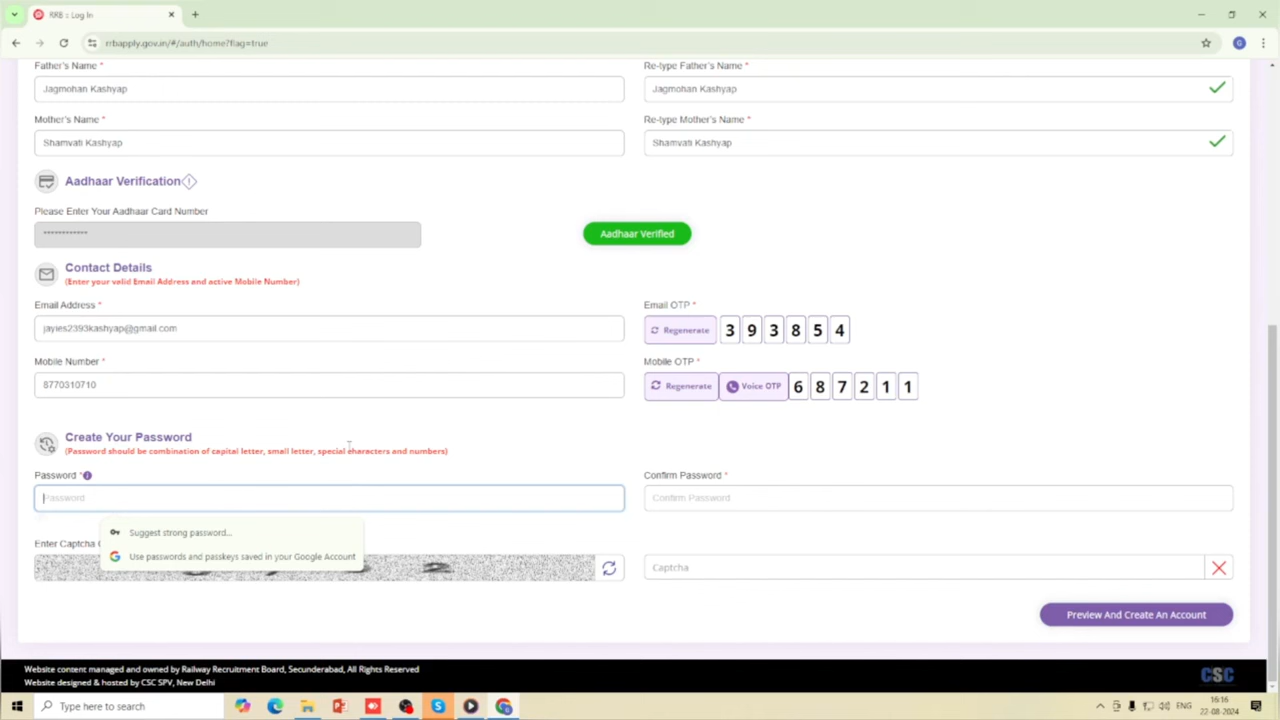 RRB :: Log In
rrbapply.gov.in/#/auth/home?flag=true
G
Father's Name *
Re-type Father's Name *
Jagmohan Kashyap
Jagmohan Kashyap
Mother's Name *
Re-type Mother's Name *
Shamvati Kashyap
Shamvati Kashyap
Aadhaar Verification
Please Enter Your Aadhaar Card Number
************
Aadhaar Verified
Contact Details
(Enter your valid Email Address and active Mobile Number)
Email Address *
Email OTP *
jayies2393kashyap@gmail.com
Regenerate 3 9 3 8 5 4
Mobile Number *
Mobile OTP *
8770310710
Regenerate Voice OTP 6 8 7 2 1 1
Create Your Password
(Password should be combination of capital letter, small letter, special characters and numbers)
Password *
Confirm Password *
Password
Confirm Password
Suggest strong password...
Enter Captcha
Use passwords and passkeys saved in your Google Account
Captcha
Preview And Create An Account
Website content managed and owned by Railway Recruitment Board, Secunderabad, All Rights Reserved
Website designed & hosted by CSC SPV, New Delhi
CSC
Type here to search
ENG
16:16
22-08-2024